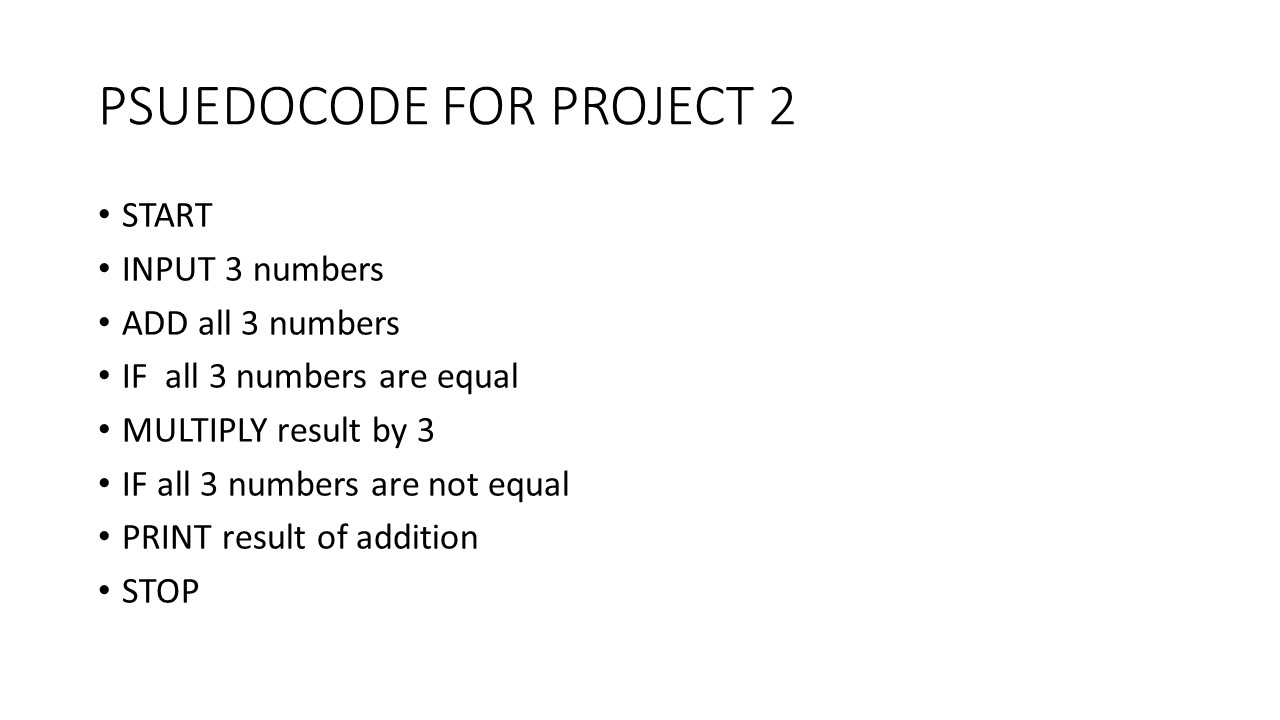 PSUEDOCODE FOR PROJECT 2
• START
• INPUT 3 numbers
• ADD all 3 numbers
• IF  all 3 numbers are equal
• MULTIPLY result by 3
• IF all 3 numbers are not equal
• PRINT result of addition
• STOP